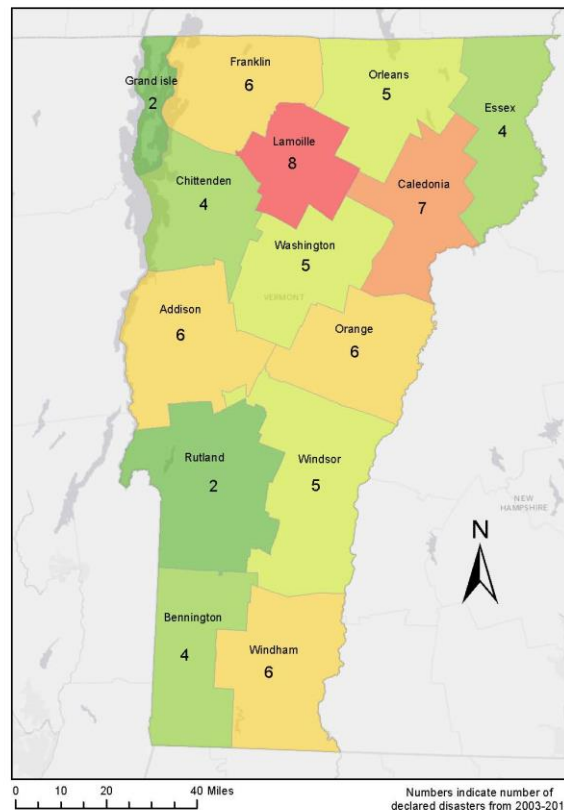 Grand isle
2
Franklin
6
Orleans
5
Essex
4
Lamoille
8
Caledonia
7
Chittenden
4
Washington
5
VERMONT
Addison
6
Orange
6
Rutland
2
Windsor
5
NEW
HAMPSHIRE
N
Bennington
4
Windham
6
0 10 20 40 Miles
Numbers indicate number of
declared disasters from